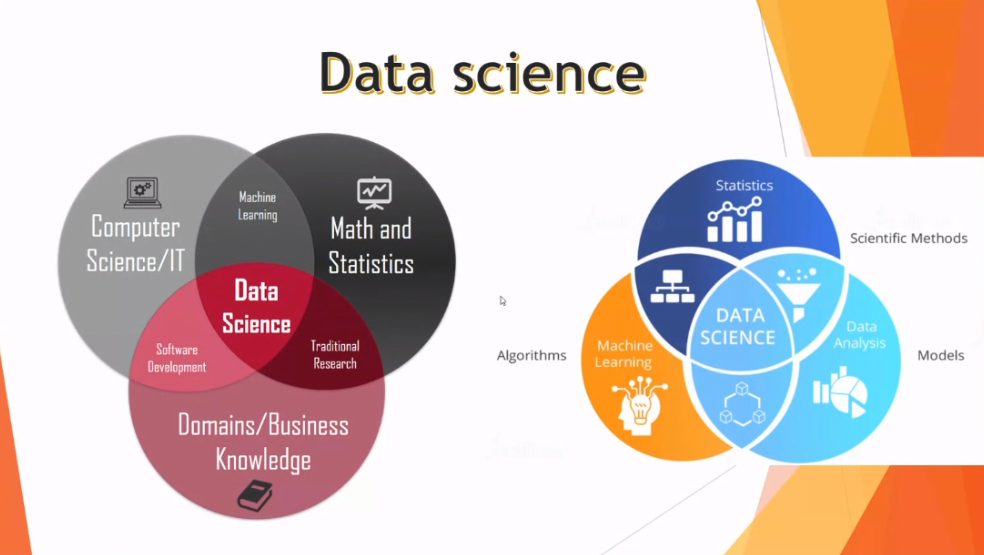 Data science
Computer
Science/IT
Machine
Learning
Math and
Statistics
Data
Science
Software
Development
Traditional
Research
Domains/Business
Knowledge
Statistics
Scientific Methods
DATA
SCIENCE
Algorithms
Machine
Learning
Data
Analysis
Models